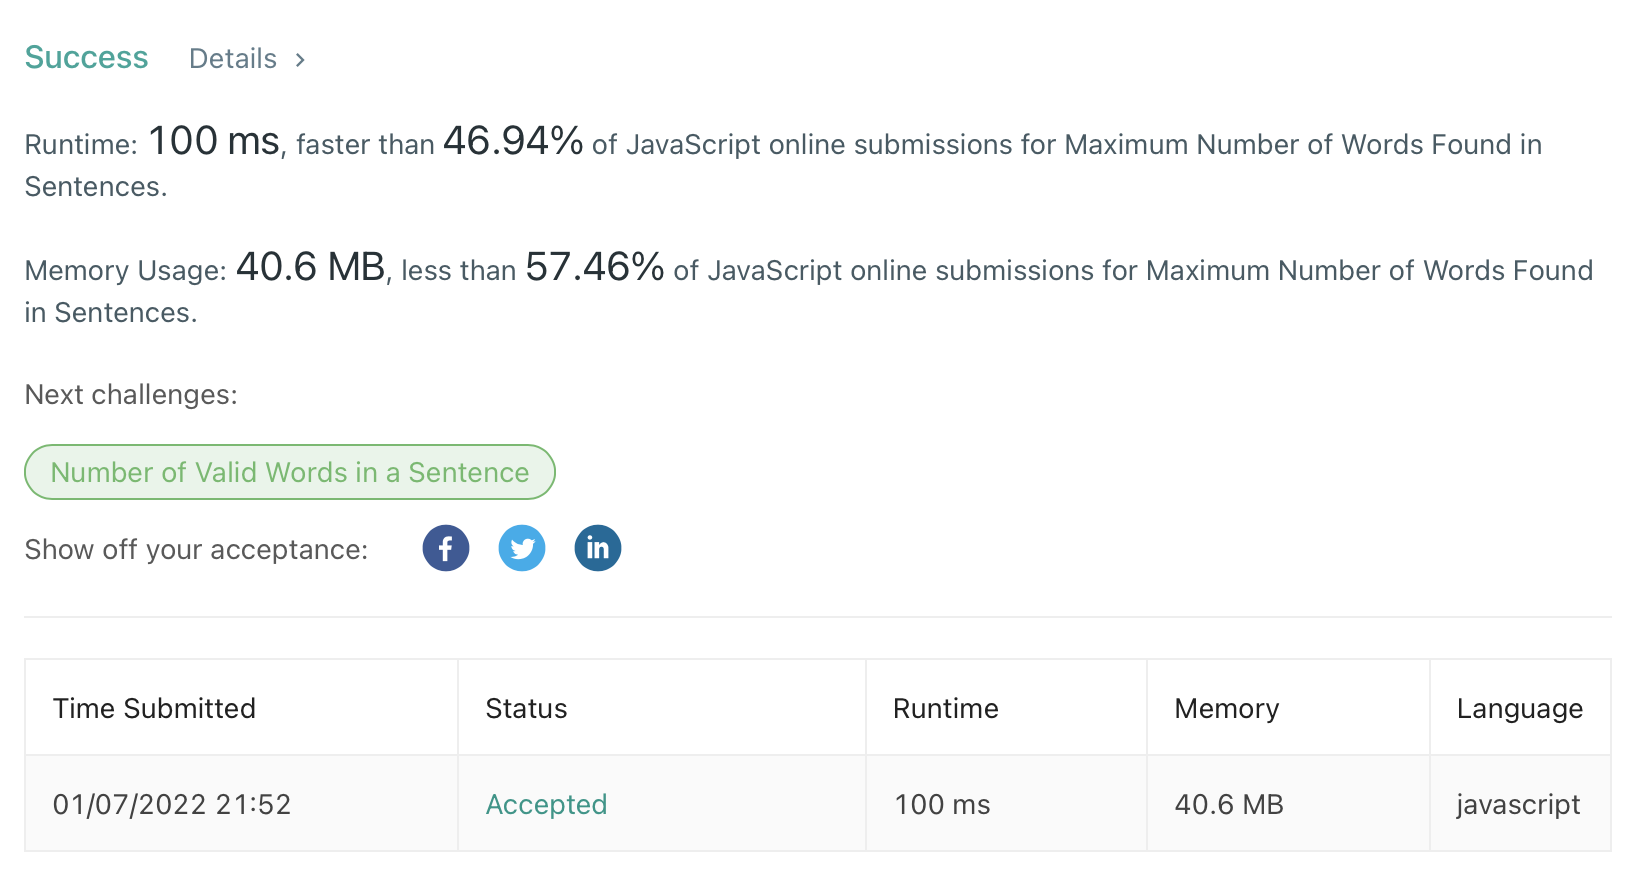 Success Details >
Runtime: 100 ms, faster than 46.94% of JavaScript online submissions for Maximum Number of Words Found in
Sentences.
Memory Usage: 40.6 MB, less than 57.46% of JavaScript online submissions for Maximum Number of Words Found
in Sentences.
Next challenges:
Number of Valid Words in a Sentence
Show off your acceptance: f in
Time Submitted Status Runtime Memory Language
01/07/2022 21:52 Accepted 100 ms 40.6 MB javascript